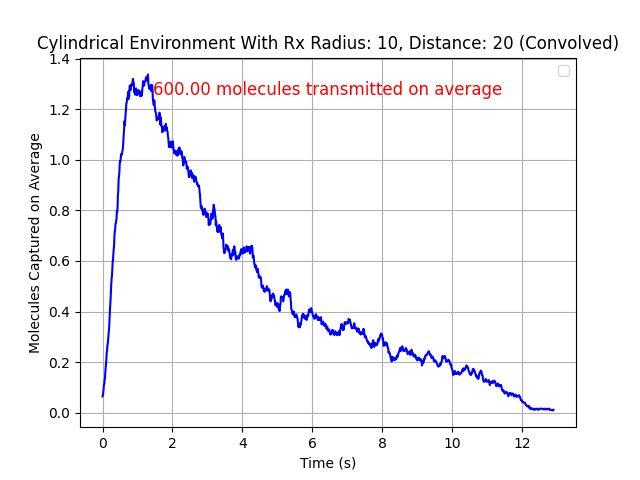 Cylindrical Environment With Rx Radius: 10, Distance: 20 (Convolved)
600.00 molecules transmitted on average
Molecules Captured on Average
1.4
1.2
1.0
0.8
0.6
0.4
0.2
0.0
0 2 4 6 8 10 12
Time (s)